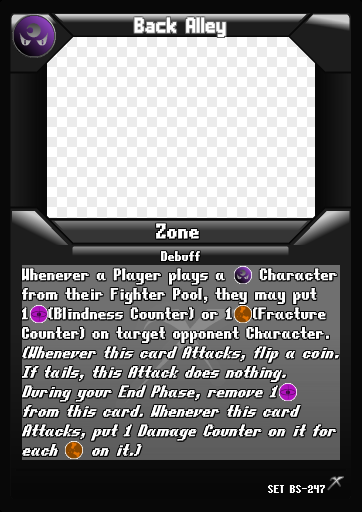 Back Alley
Zone
Debuff
Whenever a Player plays a Character
from their Fighter Pool, they may put
1 (Blindness Counter) or 1 (Fracture
Counter) on target opponent Character.
(Whenever this card Attacks, flip a coin.
If tails, this Attack does nothing.
During your End Phase, remove 1
from this card. Whenever this card
Attacks, put 1 Damage Counter on it for
each on it.)
SET BS-247